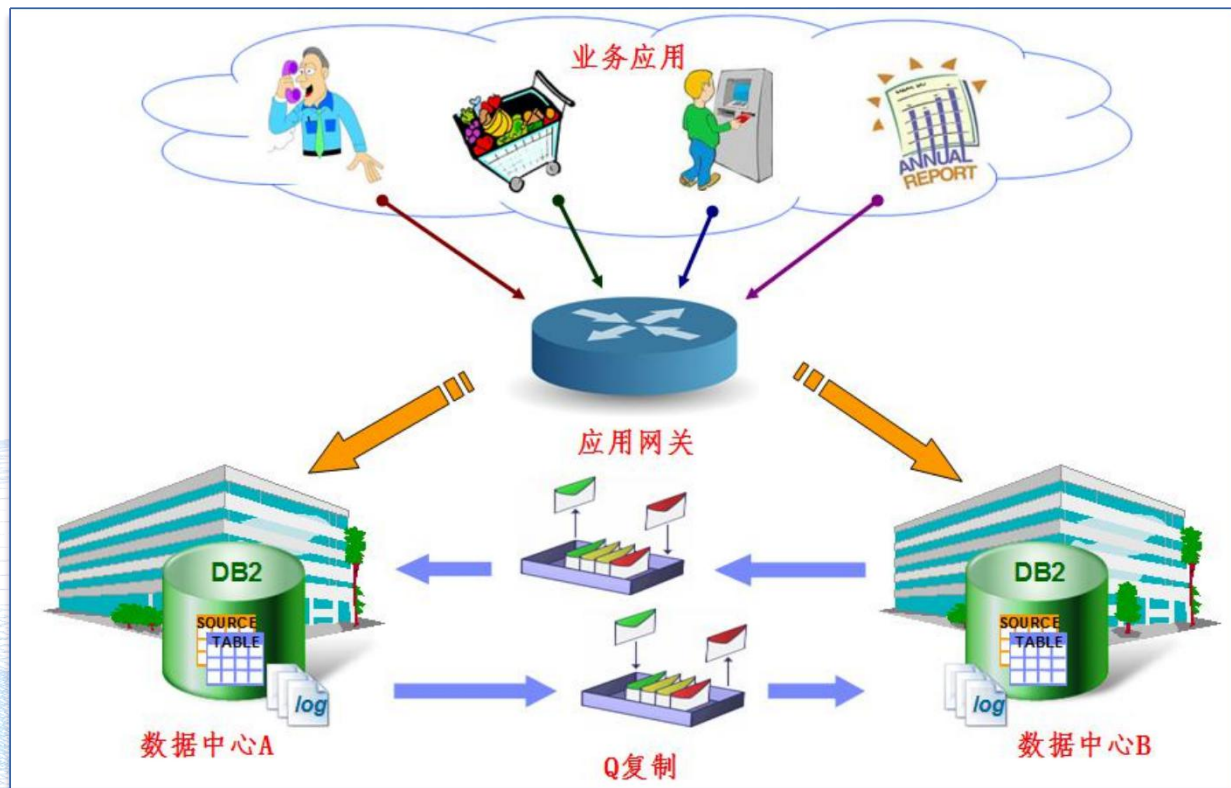 业务应用
ANNUAL
REPORT
应用网关
DB2
SOURCE
TABLE
log
DB2
SOURCE
TABLE
log
数据中心A
Q复制
数据中心B